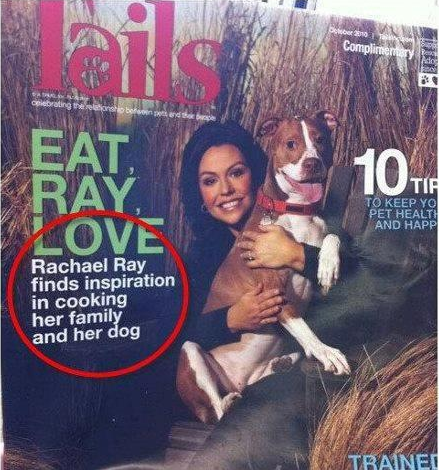 Tails
celebrating the relationship between pets and their people
October 2010
Complimentary
EAT,
RAY,
LOVE
Rachael Ray
finds inspiration
in cooking
her family
and her dog
10 TIP
TO KEEP YO
PET HEALTH
AND HAPP
TRAINER